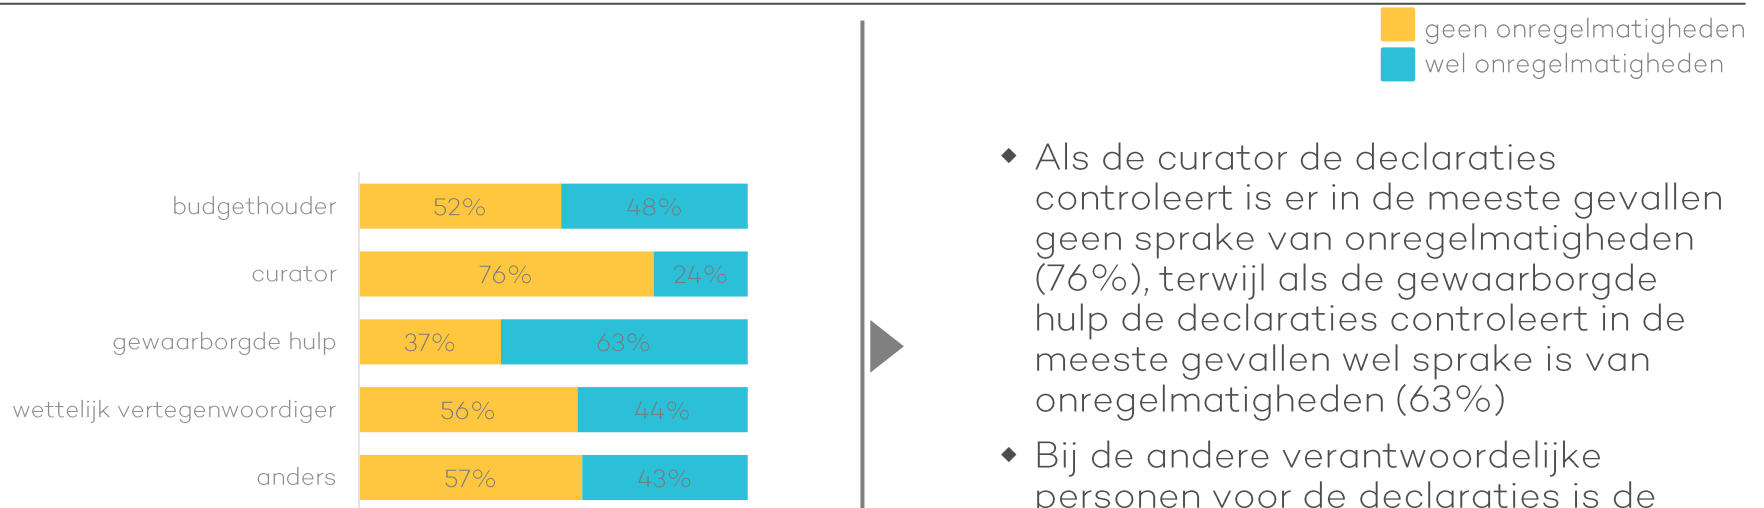 geen onregelmatigheden
wel onregelmatigheden
budgethouder 52% 48%
curator 76% 24%
gewaarborgde hulp 37% 63%
wettelijk vertegenwoordiger 56% 44%
anders 57% 43%
Als de curator de declaraties
controleert is er in de meeste gevallen
geen sprake van onregelmatigheden
(76%), terwijl als de gewaarborgde
hulp de declaraties controleert in de
meeste gevallen wel sprake is van
onregelmatigheden (63%)
Bij de andere verantwoordelijke
personen voor de declaraties is de